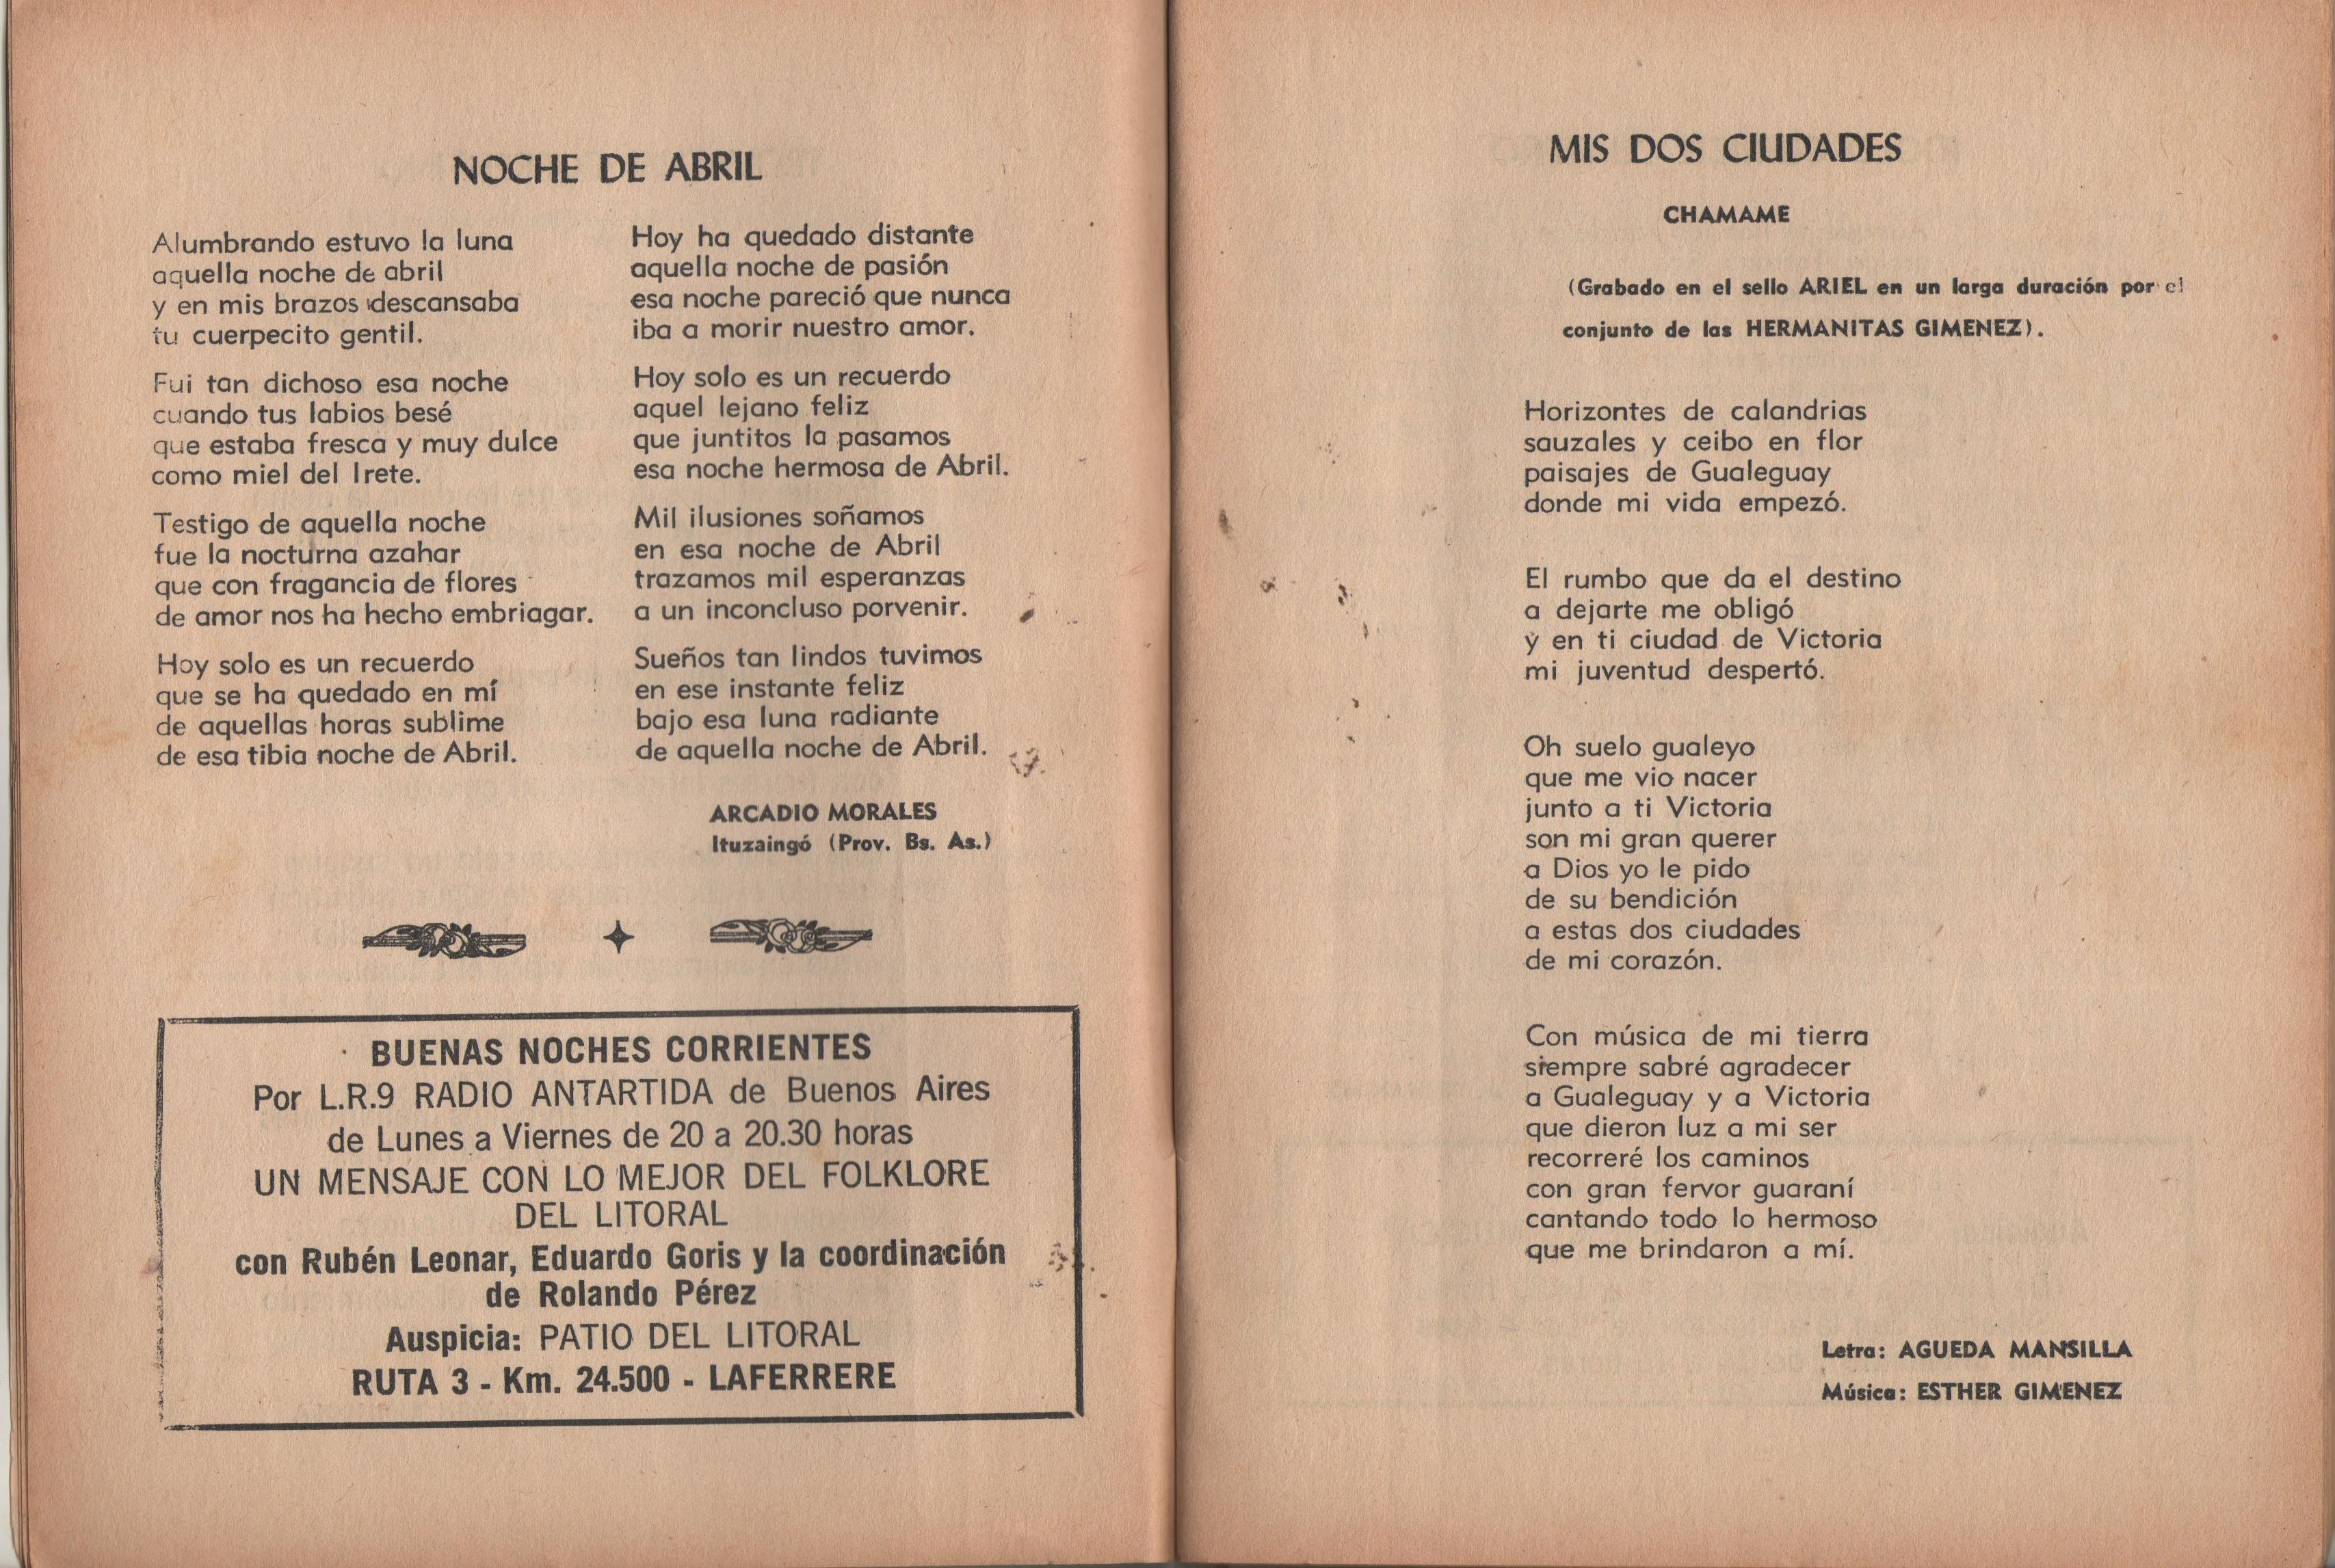 NOCHE DE ABRIL
Alumbrando estuvo la luna
aquella noche de abril
y en mis brazos descansaba
tu cuerpecito gentil.
Fui tan dichoso esa noche
cuando tus labios besé
que estaba fresca y muy dulce
como miel del Irete.
Testigo de aquella noche
fue la nocturna azahar
que con fragancia de flores
de amor nos ha hecho embriagar.
Hoy solo es un recuerdo
que se ha quedado en mí
de aquellas horas sublime
de esa tibia noche de Abril.
Hoy ha quedado distante
aquella noche de pasión
esa noche pareció que nunca
iba a morir nuestro amor.
Hoy solo es un recuerdo
aquel lejano feliz
que juntitos la pasamos
esa noche hermosa de Abril.
Mil ilusiones soñamos
en esa noche de Abril
trazamos mil esperanzas
a un inconcluso porvenir.
Sueños tan lindos tuvimos
en ese instante feliz
bajo esa luna radiante
de aquella noche de Abril.
ARCADIO MORALES
Ituzaingó (Prov. Bs. As.)
BUENAS NOCHES CORRIENTES
Por L.R.9 RADIO ANTARTIDA de Buenos Aires
de Lunes a Viernes de 20 a 20.30 horas
UN MENSAJE CON LO MEJOR DEL FOLKLORE
DEL LITORAL
con Rubén Leonar, Eduardo Goris y la coordinación
de Rolando Pérez
Auspicia: PATIO DEL LITORAL
RUTA 3 - Km. 24.500 - LAFERRERE
MIS DOS CIUDADES
CHAMAME
(Grabado en el sello ARIEL en un larga duración por el
conjunto de las HERMANITAS GIMENEZ).
Horizontes de calandrias
sauzales y ceibo en flor
paisajes de Gualeguay
donde mi vida empezó.
El rumbo que da el destino
a dejarte me obligó
y en ti ciudad de Victoria
mi juventud despertó.
Oh suelo gualeyo
que me vio nacer
junto a ti Victoria
son mi gran querer
a Dios yo le pido
de su bendición
a estas dos ciudades
de mi corazón.
Con música de mi tierra
siempre sabré agradecer
a Gualeguay y a Victoria
que dieron luz a mi ser
recorreré los caminos
con gran fervor guaraní
cantando todo lo hermoso
que me brindaron a mí.
Letra: AGUEDA MANSILLA
Música: ESTHER GIMENEZ